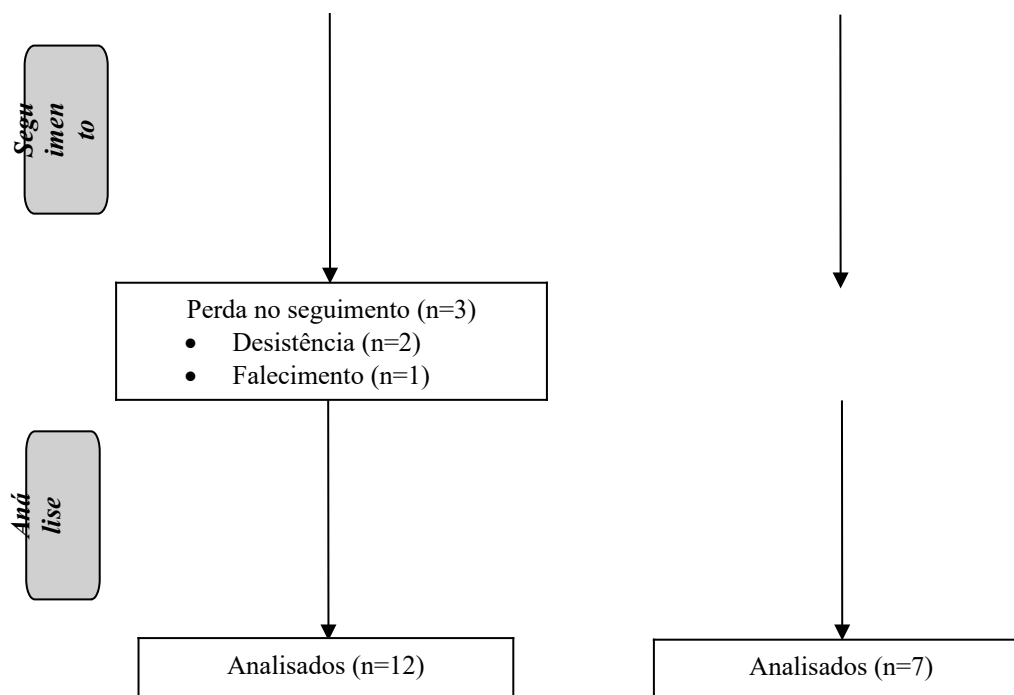 Segu
imen
to
Perda no seguimento (n=3)
• Desistência (n=2)
• Falecimento (n=1)
Aná
lise
Analisados (n=12)
Analisados (n=7)